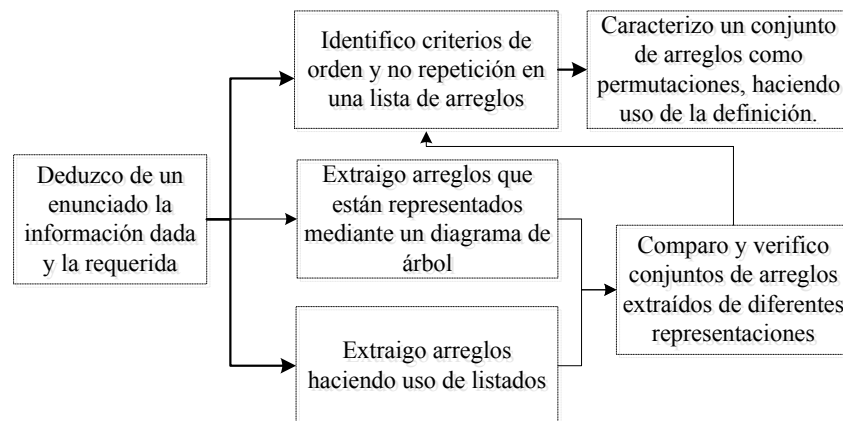 Identifico criterios de
orden y no repetición en
una lista de arreglos
Caracterizo un conjunto
de arreglos como
permutaciones, haciendo
uso de la definición.
Deduzco de un
enunciado la
información dada
y la requerida
Extraigo arreglos que
están representados
mediante un diagrama de
árbol
Comparo y verifico
conjuntos de arreglos
extraídos de diferentes
representaciones
Extraigo arreglos
haciendo uso de listados